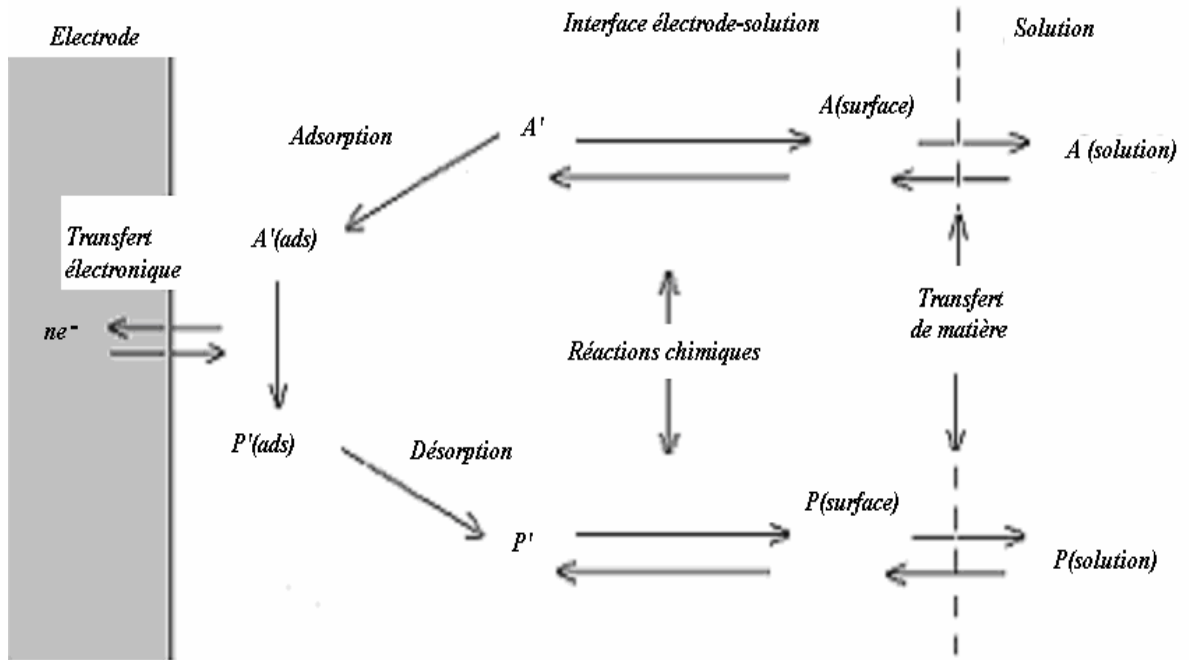 Electrode
Interface électrode-solution
Solution
A(surface)
Adsorption
A'
A (solution)
Transfert
électronique
A'(ads)
ne⁻
Transfert
de matière
Réactions chimiques
P'(ads)
Désorption
P(surface)
P'
P(solution)